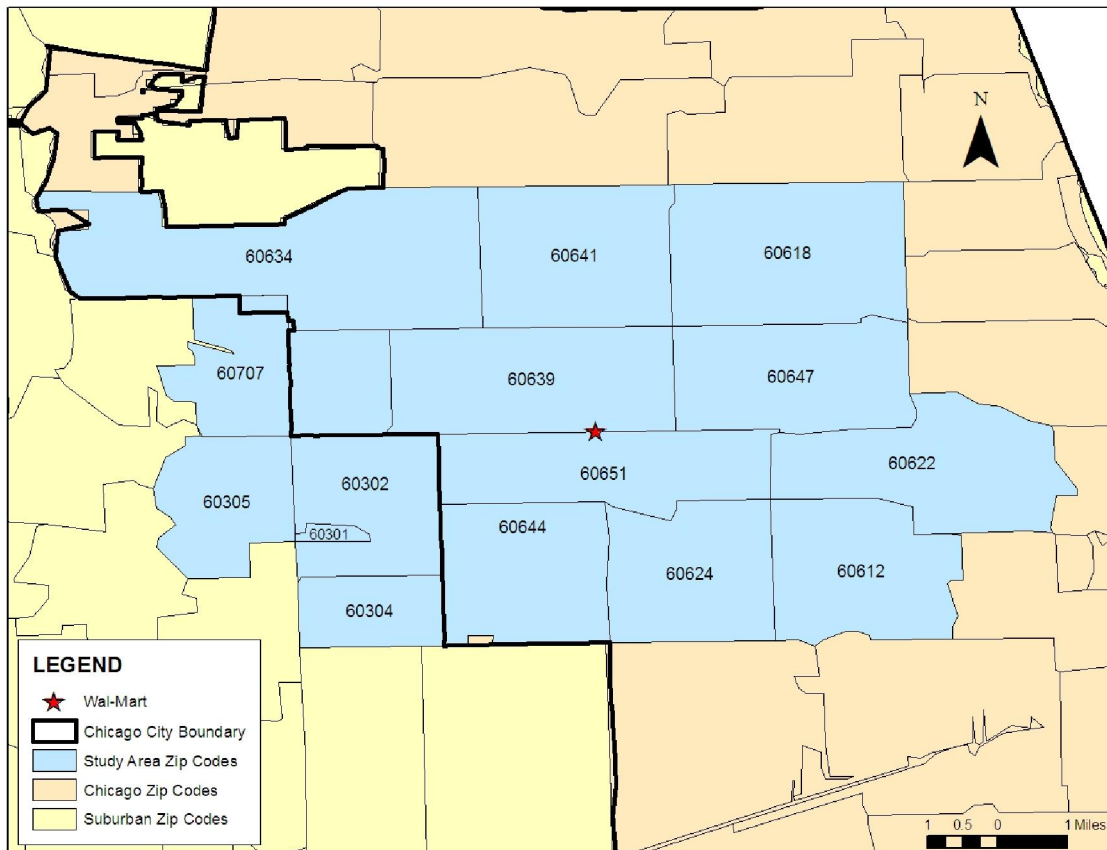 N
60634
60641
60618
60707
60639
60647
60305
60302
60651
60622
60301
60644
60624
60612
60304
LEGEND
Wal-Mart
Chicago City Boundary
Study Area Zip Codes
Chicago Zip Codes
Suburban Zip Codes
1 0.5 0 1 Miles